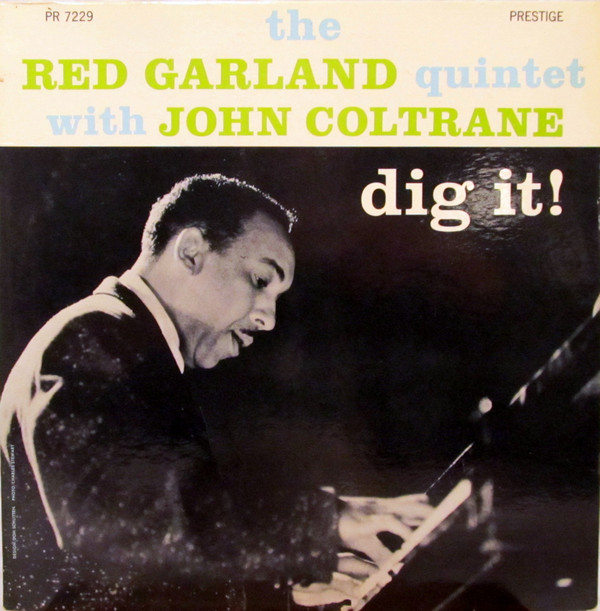 PR 7229 PRESTIGE
the
RED GARLAND quintet
with JOHN COLTRANE
dig it!